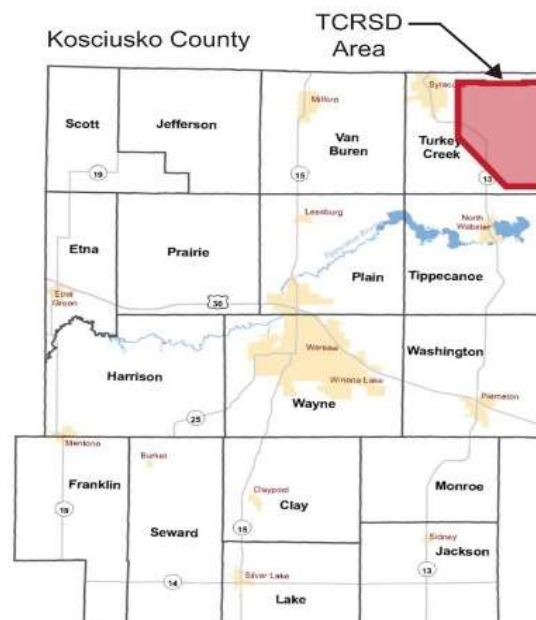 Kosciusko County
TCRSD
Area
Syracuse
Milford
Scott
Jefferson
Van
Buren
Turkey
Creek
19
15
13
Leesburg
North
Webster
Etna
Prairie
Plain
Tippecanoe
Etna
Green
30
Warsaw
Washington
Harrison
Winona Lake
Wayne
Pierceton
25
Mentone
Burket
Franklin
Claypool
Clay
Monroe
19
Seward
15
Sidney
Jackson
14
Silver Lake
13
Lake